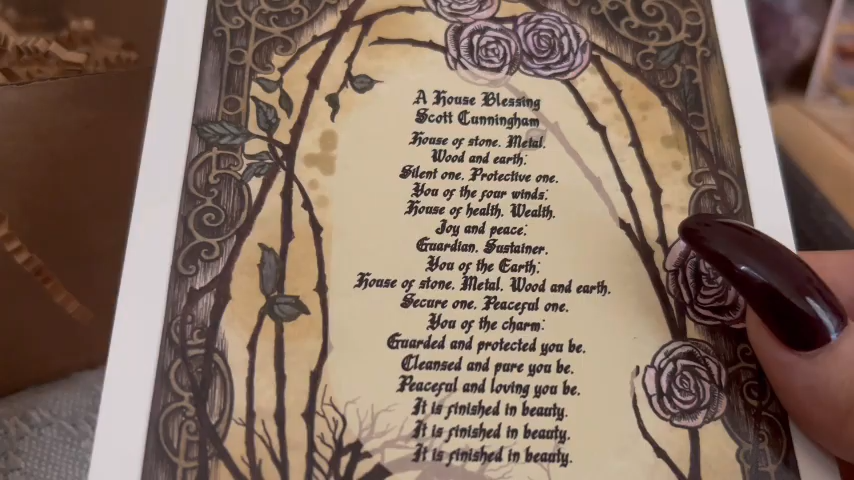 A House Blessing
Scott Cunningham
House of stone. Metal.
Wood and earth:
Silent one. Protective one.
You of the four winds:
House of health. Wealth.
Joy and peace:
Guardian. Sustainer.
You of the Earth:
House of stone. Metal. Wood and earth.
Secure one. Peaceful one.
You of the charm:
Guarded and protected you be.
Cleansed and pure you be.
Peaceful and loving you be.
It is finished in beauty.
It is finished in beauty.
It is finished in beauty.